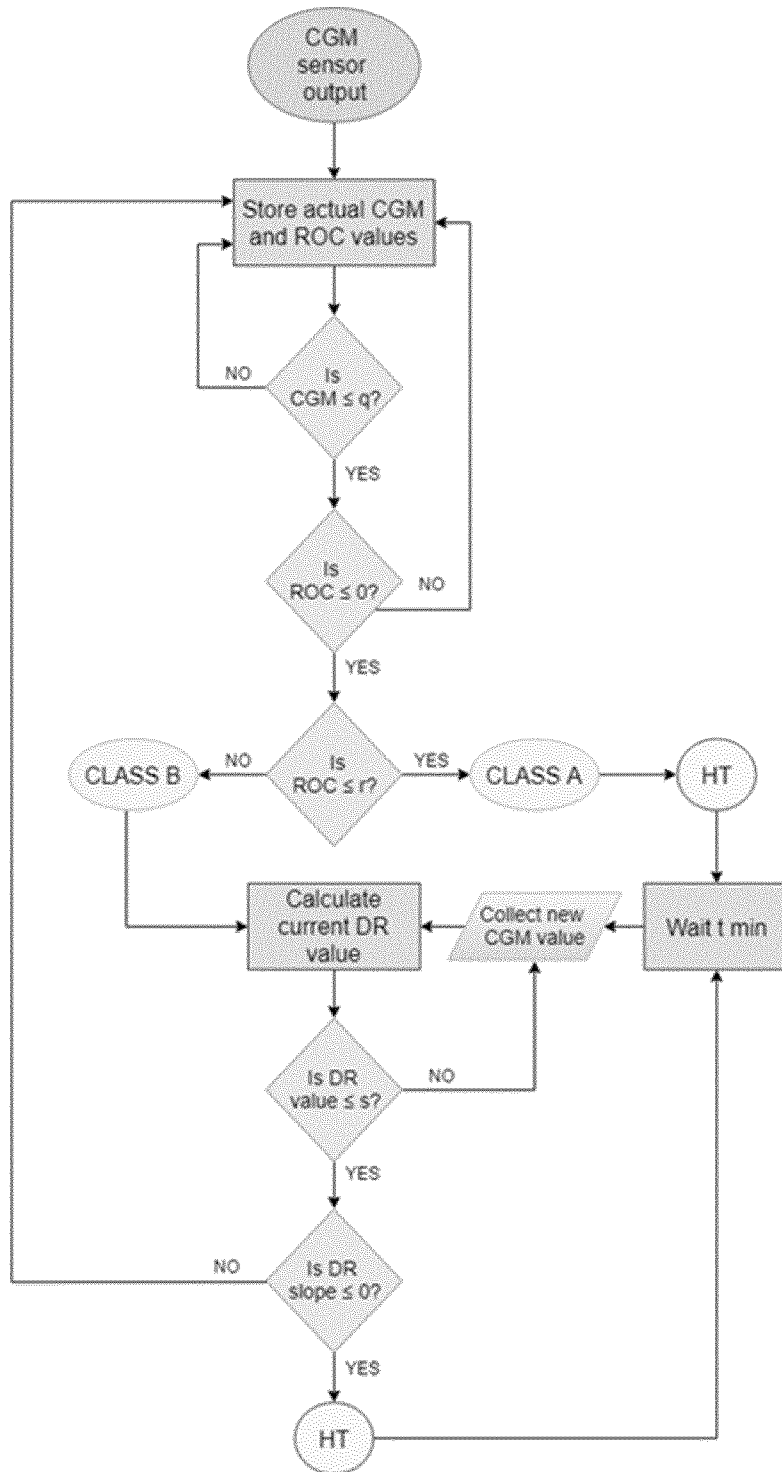 CGM
sensor
output
Store actual CGM
and ROC values
NO
Is
CGM ≤ q?
YES
Is
ROC ≤ 0?
NO
YES
CLASS B
NO
Is
ROC ≤ r?
YES
CLASS A
HT
Calculate
current DR
value
Collect new
CGM value
Wait t min
Is DR
value ≤ s?
NO
YES
NO
Is DR
slope ≤ 0?
YES
HT